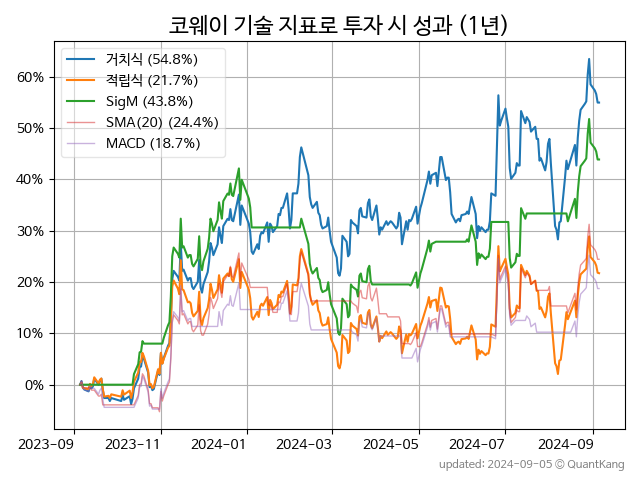 코웨이 기술 지표로 투자 시 성과 (1년)
거치식 (54.8%)
적립식 (21.7%)
SigM (43.8%)
SMA(20) (24.4%)
MACD (18.7%)
60%
50%
40%
30%
20%
10%
0%
2023-09 2023-11 2024-01 2024-03 2024-05 2024-07 2024-09
updated: 2024-09-05 ⓒ QuantKang